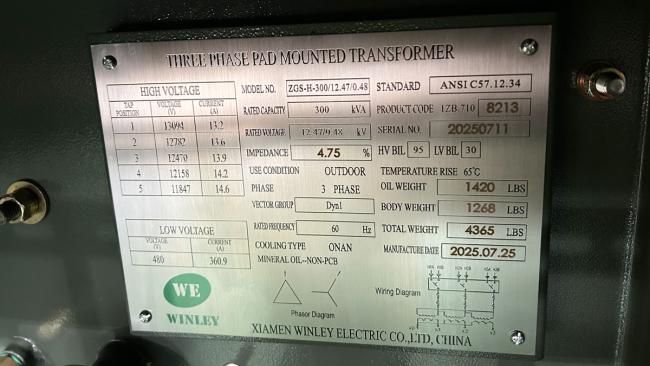 THREE PHASE PAD MOUNTED TRANSFORMER
HIGH VOLTAGE
TAP POSITION VOLTAGE (V) CURRENT (A)
1 13094 13.2
2 12782 13.6
3 12470 13.9
4 12158 14.2
5 11847 14.6
LOW VOLTAGE
VOLTAGE (V) CURRENT (A)
480 360.9
WE
WINLEY
MODEL NO. ZGS-H-300/12.47/0.48 STANDARD ANSI C57.12.34
RATED CAPACITY 300 kVA PRODUCT CODE 1ZB.710 8213
RATED VOLTAGE 12.47/0.48 kV SERIAL NO. 20250711
IMPEDANCE 4.75 % HV BIL 95 LV BIL 30
USE CONDITION OUTDOOR TEMPERATURE RISE 65℃
PHASE 3 PHASE OIL WEIGHT 1420 LBS
VECTOR GROUP Dyn1 BODY WEIGHT 1268 LBS
RATED FREQUENCY 60 Hz TOTAL WEIGHT 4365 LBS
COOLING TYPE ONAN MANUFACTURE DATE 2025.07.25
MINERAL OIL--NON-PCB
Phasor Diagram
Wiring Diagram
XIAMEN WINLEY ELECTRIC CO.,LTD, CHINA